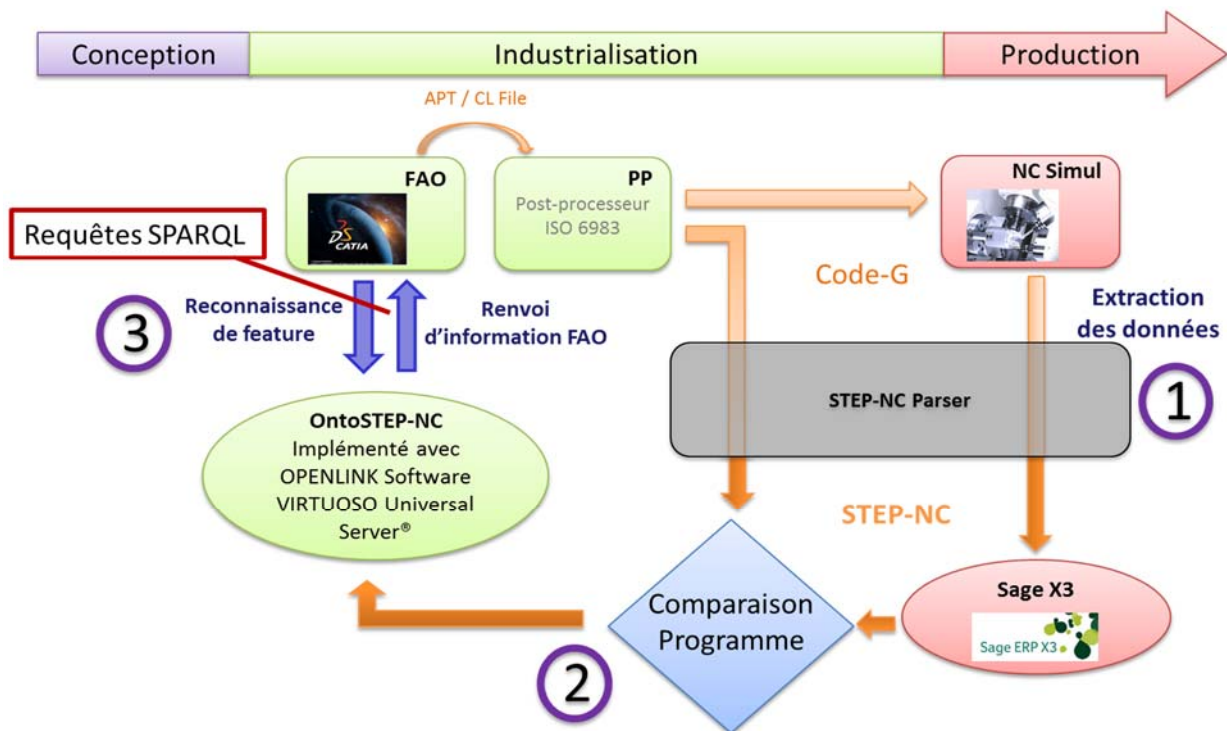 Conception
Industrialisation
Production
APT / CL File
FAO
DS
CATIA
PP
Post-processeur
ISO 6983
NC Simul
Requêtes SPARQL
Code-G
3
Reconnaissance
de feature
Renvoi
d’information FAO
Extraction
des données
1
STEP-NC Parser
OntoSTEP-NC
Implémenté avec
OPENLINK Software
VIRTUOSO Universal
Server®
STEP-NC
Comparaison
Programme
Sage X3
Sage ERP X3
2